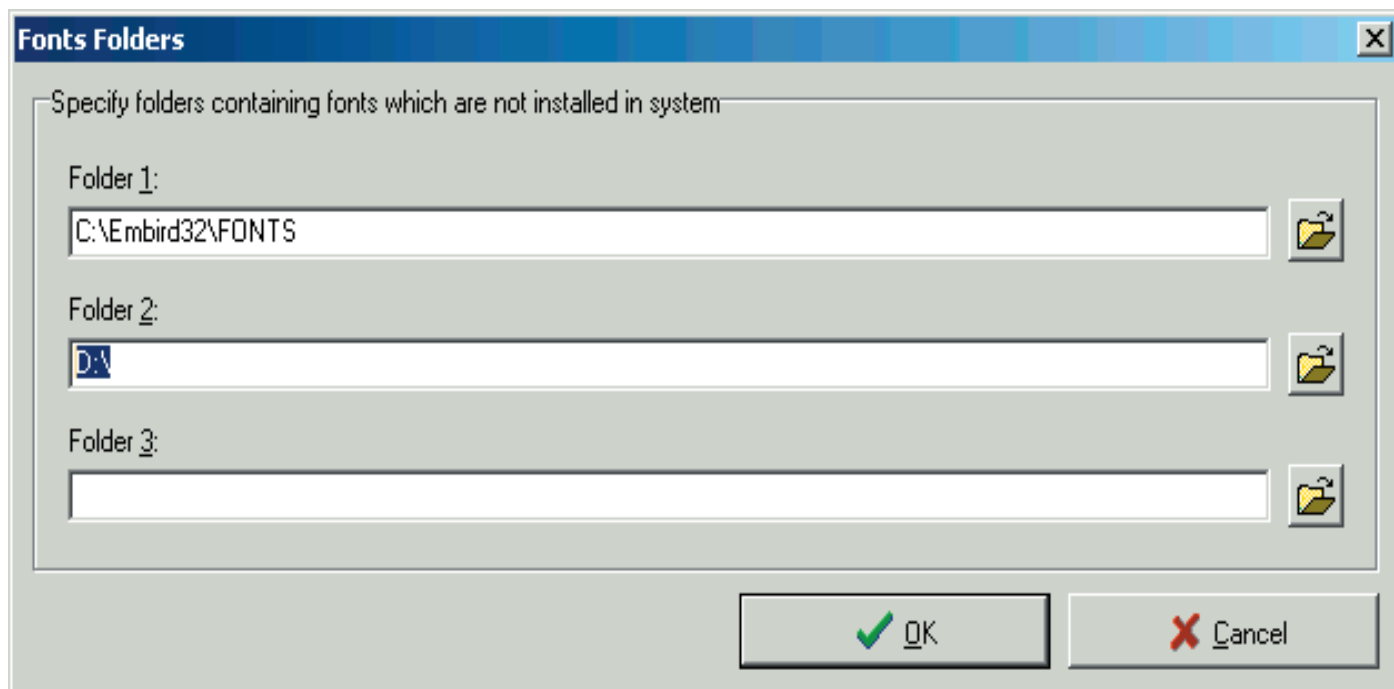 Fonts Folders
Specify folders containing fonts which are not installed in system
Folder 1:
C:\Embird32\FONTS
Folder 2:
D:\
Folder 3:
OK
Cancel